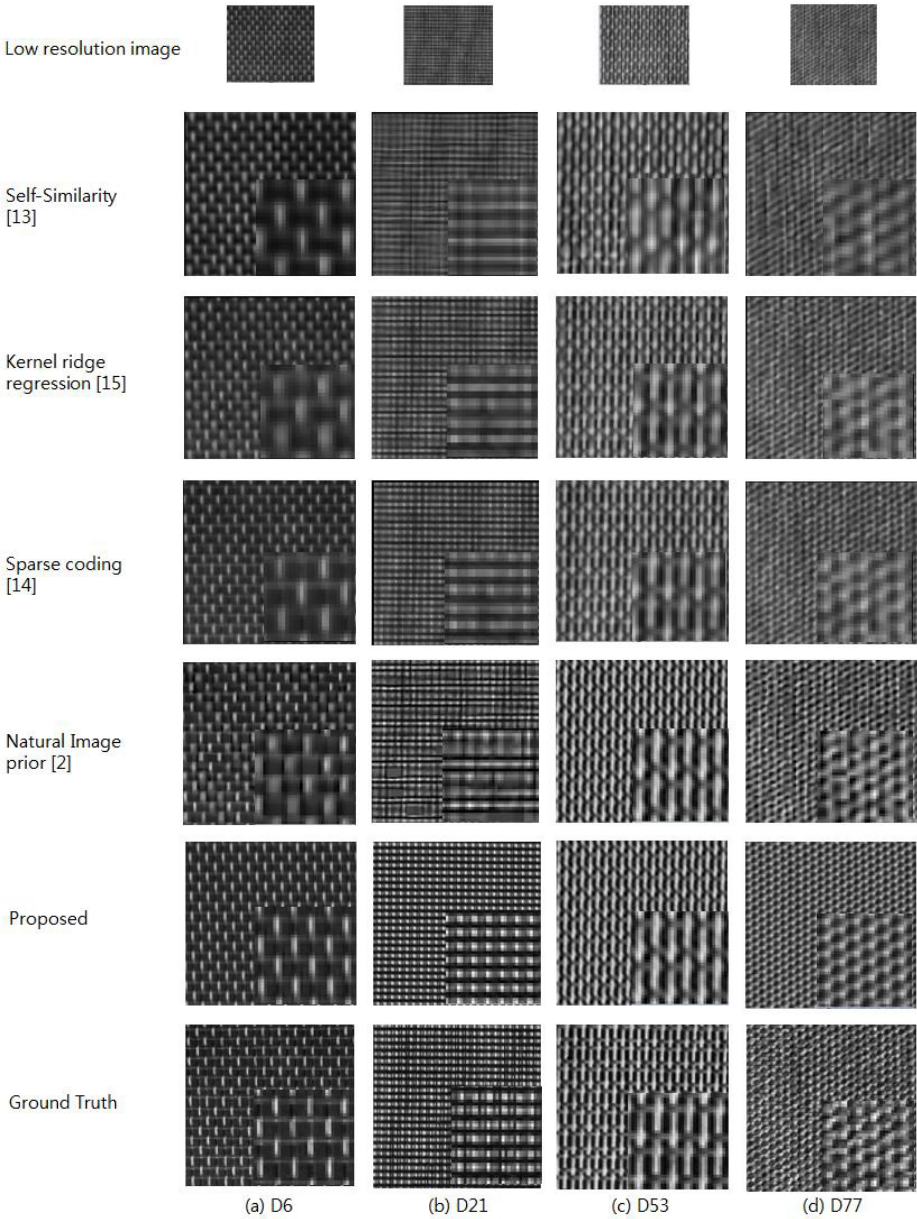 Low resolution image
Self-Similarity
[13]
Kernel ridge
regression [15]
Sparse coding
[14]
Natural Image
prior [2]
Proposed
Ground Truth
(a) D6
(b) D21
(c) D53
(d) D77